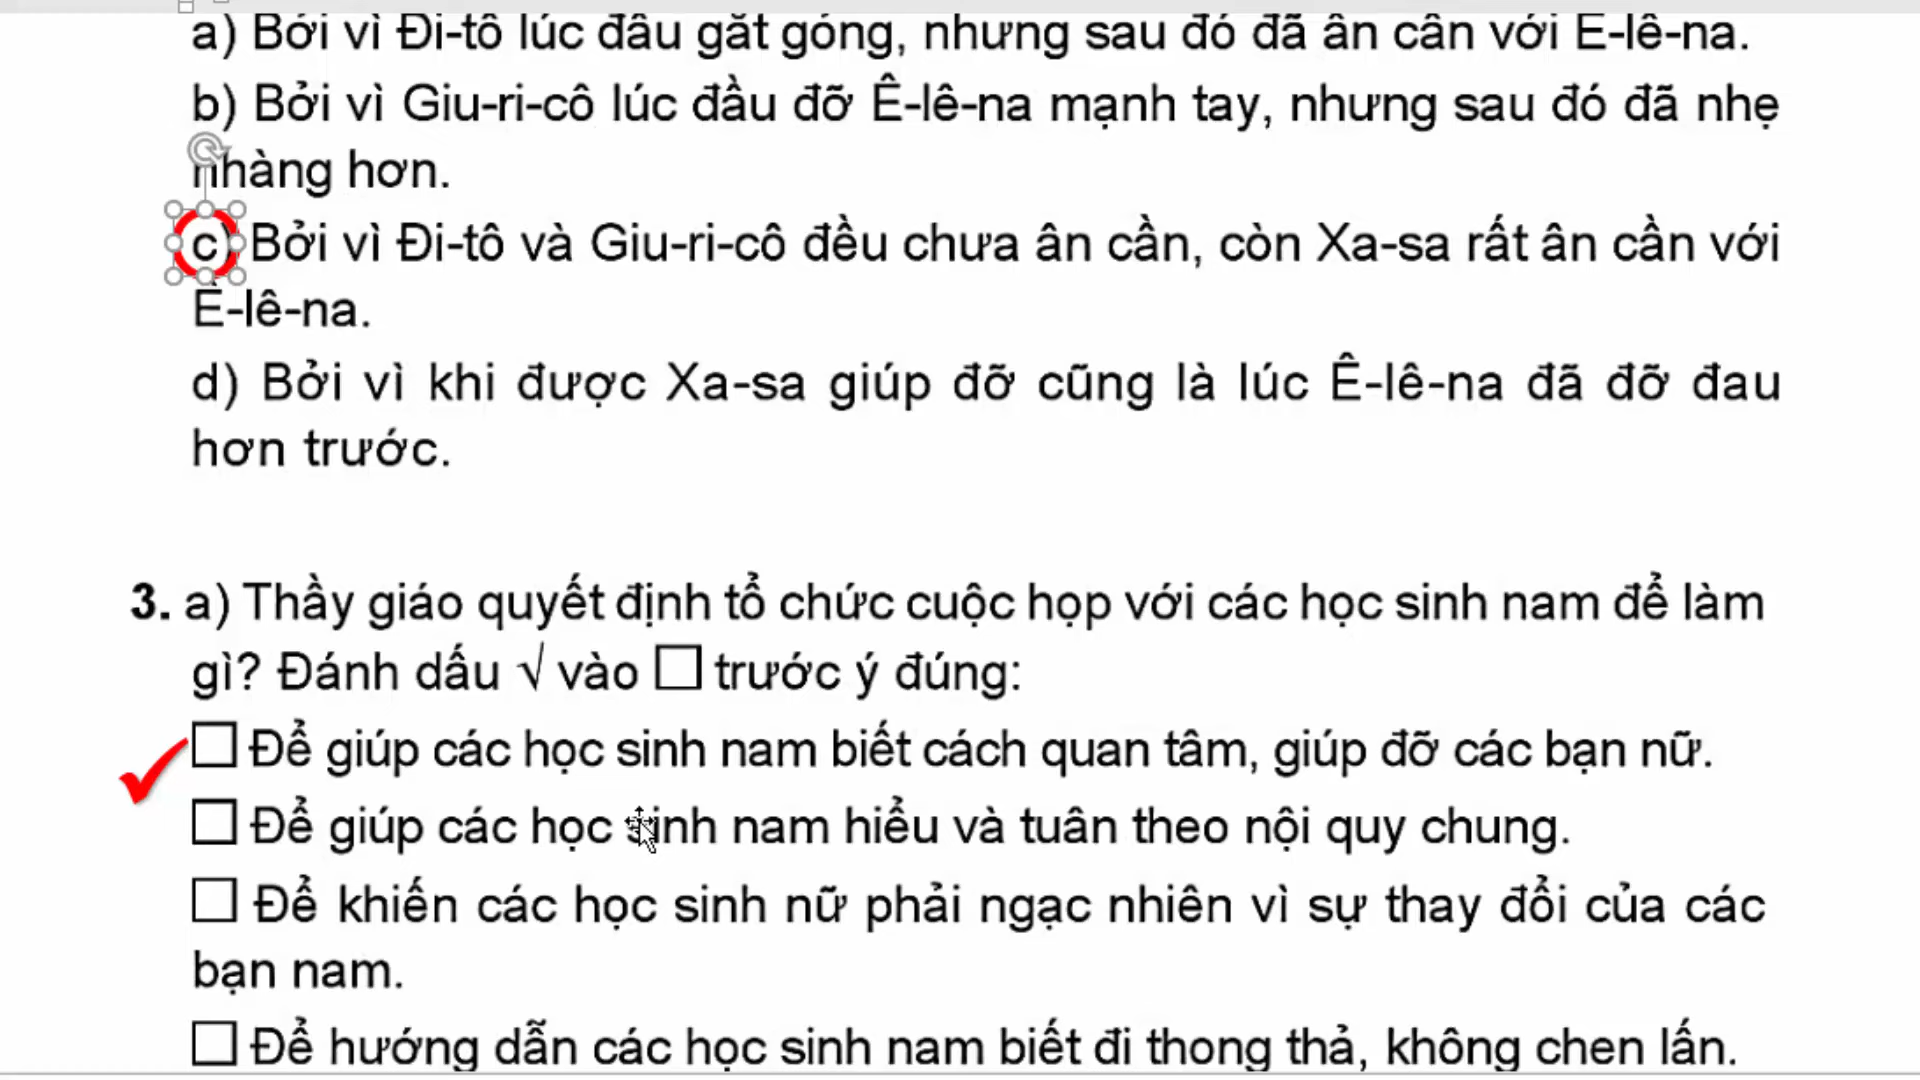 a) Bởi vì Đi-tô lúc đầu gắt gỏng, nhưng sau đó đã ân cần với Ê-lê-na.
b) Bởi vì Giu-ri-cô lúc đầu đỡ Ê-lê-na mạnh tay, nhưng sau đó đã nhẹ
nhàng hơn.
c) Bởi vì Đi-tô và Giu-ri-cô đều chưa ân cần, còn Xa-sa rất ân cần với
Ê-lê-na.
d) Bởi vì khi được Xa-sa giúp đỡ cũng là lúc Ê-lê-na đã đỡ đau
hơn trước.
3. a) Thầy giáo quyết định tổ chức cuộc họp với các học sinh nam để làm
gì? Đánh dấu √ vào □ trước ý đúng:
□ Để giúp các học sinh nam biết cách quan tâm, giúp đỡ các bạn nữ.
□ Để giúp các học sinh nam hiểu và tuân theo nội quy chung.
□ Để khiến các học sinh nữ phải ngạc nhiên vì sự thay đổi của các
bạn nam.
□ Để hướng dẫn các học sinh nam biết đi thong thả, không chen lấn.